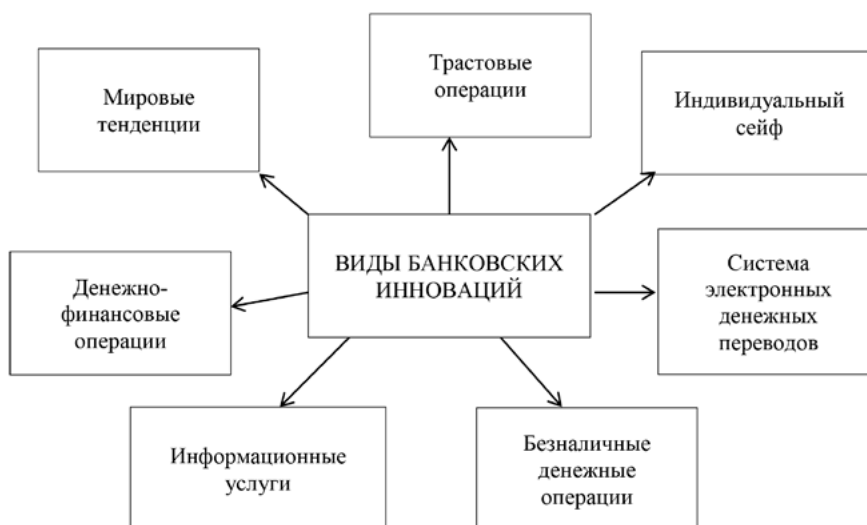 Мировые
тенденции
Трастовые
операции
Индивидуальный
сейф
ВИДЫ БАНКОВСКИХ
ИННОВАЦИЙ
Денежно-
финансовые
операции
Система
электронных
денежных
переводов
Информационные
услуги
Безналичные
денежные
операции